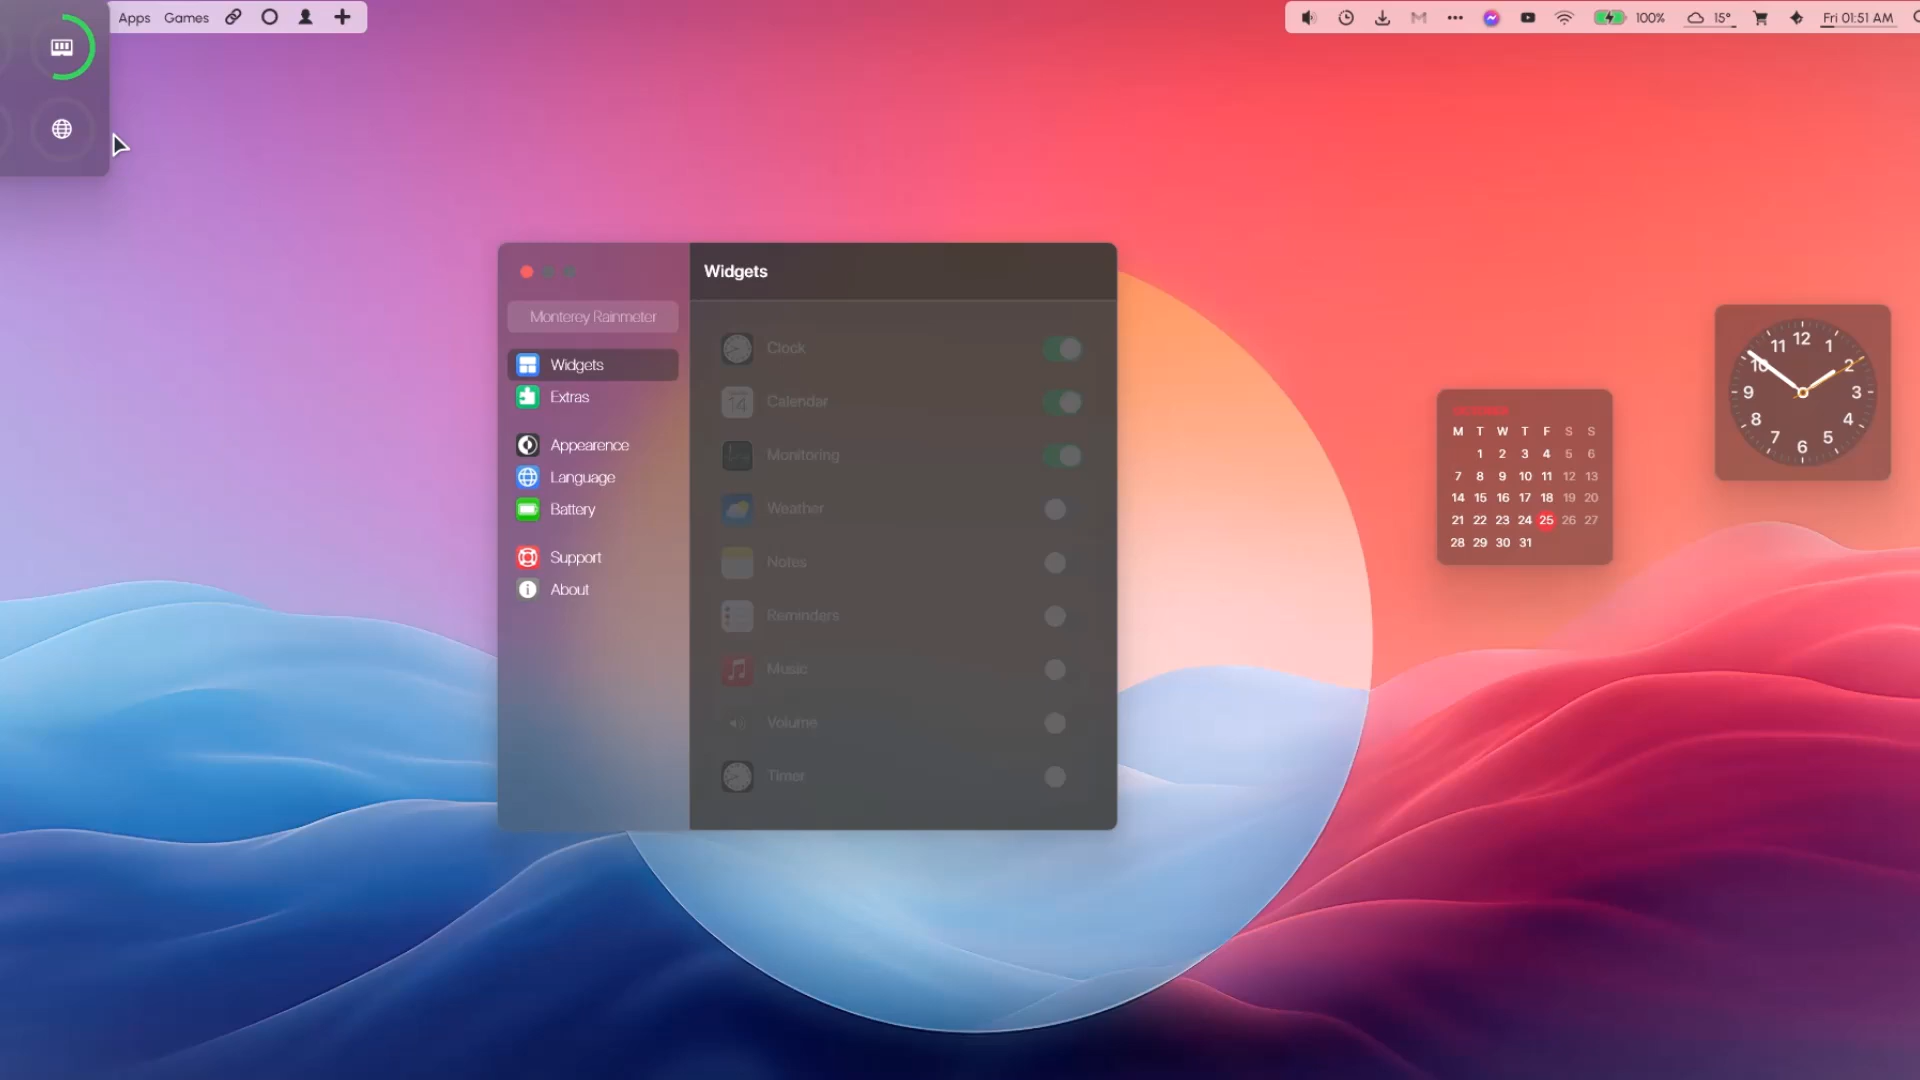 Apps Games
100% 15° Fri 01:51 AM
Widgets
Monterey Rainmeter
Widgets
Extras
Appearence
Language
Battery
Support
About
Clock
Calendar
14
Monitoring
Weather
Notes
Reminders
Music
Volume
Timer
OCTOBER
M T W T F S S
1 2 3 4 5 6
7 8 9 10 11 12 13
14 15 16 17 18 19 20
21 22 23 24 25 26 27
28 29 30 31
12
11 1
10 2
9 3
8 4
7 5
6